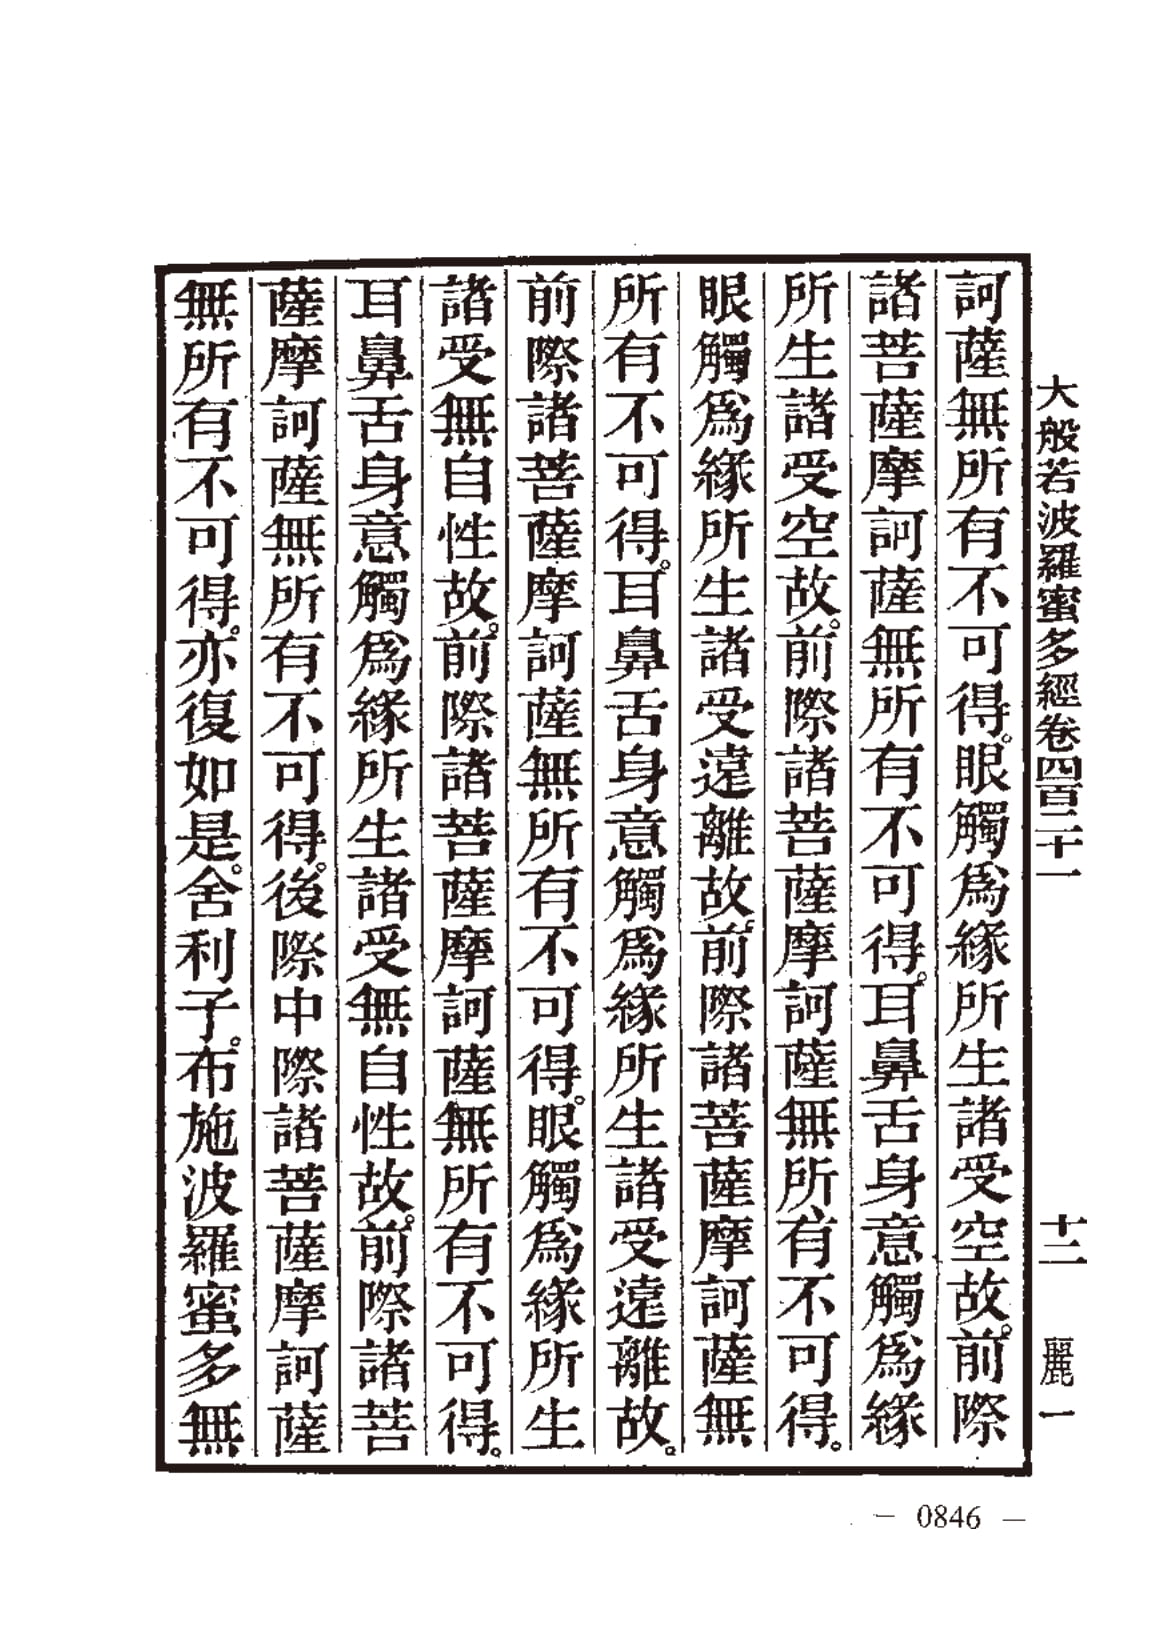 大般若波羅蜜多經卷四百二十一 十二 麗一
訶薩無所有不可得。眼觸爲緣所生諸受空故。前際
諸菩薩摩訶薩無所有不可得。耳鼻舌身意觸爲緣
所生諸受空故。前際諸菩薩摩訶薩無所有不可得。
眼觸爲緣所生諸受遠離故。前際諸菩薩摩訶薩無
所有不可得。耳鼻舌身意觸爲緣所生諸受遠離故。
前際諸菩薩摩訶薩無所有不可得。眼觸爲緣所生
諸受無自性故。前際諸菩薩摩訶薩無所有不可得。
耳鼻舌身意觸爲緣所生諸受無自性故。前際諸菩
薩摩訶薩無所有不可得。後際中際諸菩薩摩訶薩
無所有不可得。亦復如是。舍利子。布施波羅蜜多無
— 0846 —